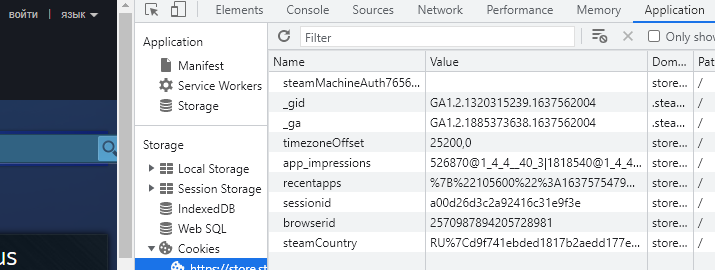 войти | язык
Elements Console Sources Network Performance Memory Application
Application
Manifest
Service Workers
Storage
Storage
Local Storage
Session Storage
IndexedDB
Web SQL
Cookies
https://store.st
Filter Only show
Name Value Dom... Pat
steamMachineAuth7656... store... /
_gid GA1.2.1320315239.1637562004 .stea... /
_ga GA1.2.1885373638.1637562004 .stea... /
timezoneOffset 25200,0 store... /
app_impressions 526870@1_4_4__40_3|1818540@1_4_4... store... /
recentapps %7B%22105600%22%3A1637575479... store... /
sessionid a00d26d3c2a92416c31e9f3e store... /
browserid 2570987894205728981 store... /
steamCountry RU%7Cd9f741ebded1817b2aedd177e... store... /
us